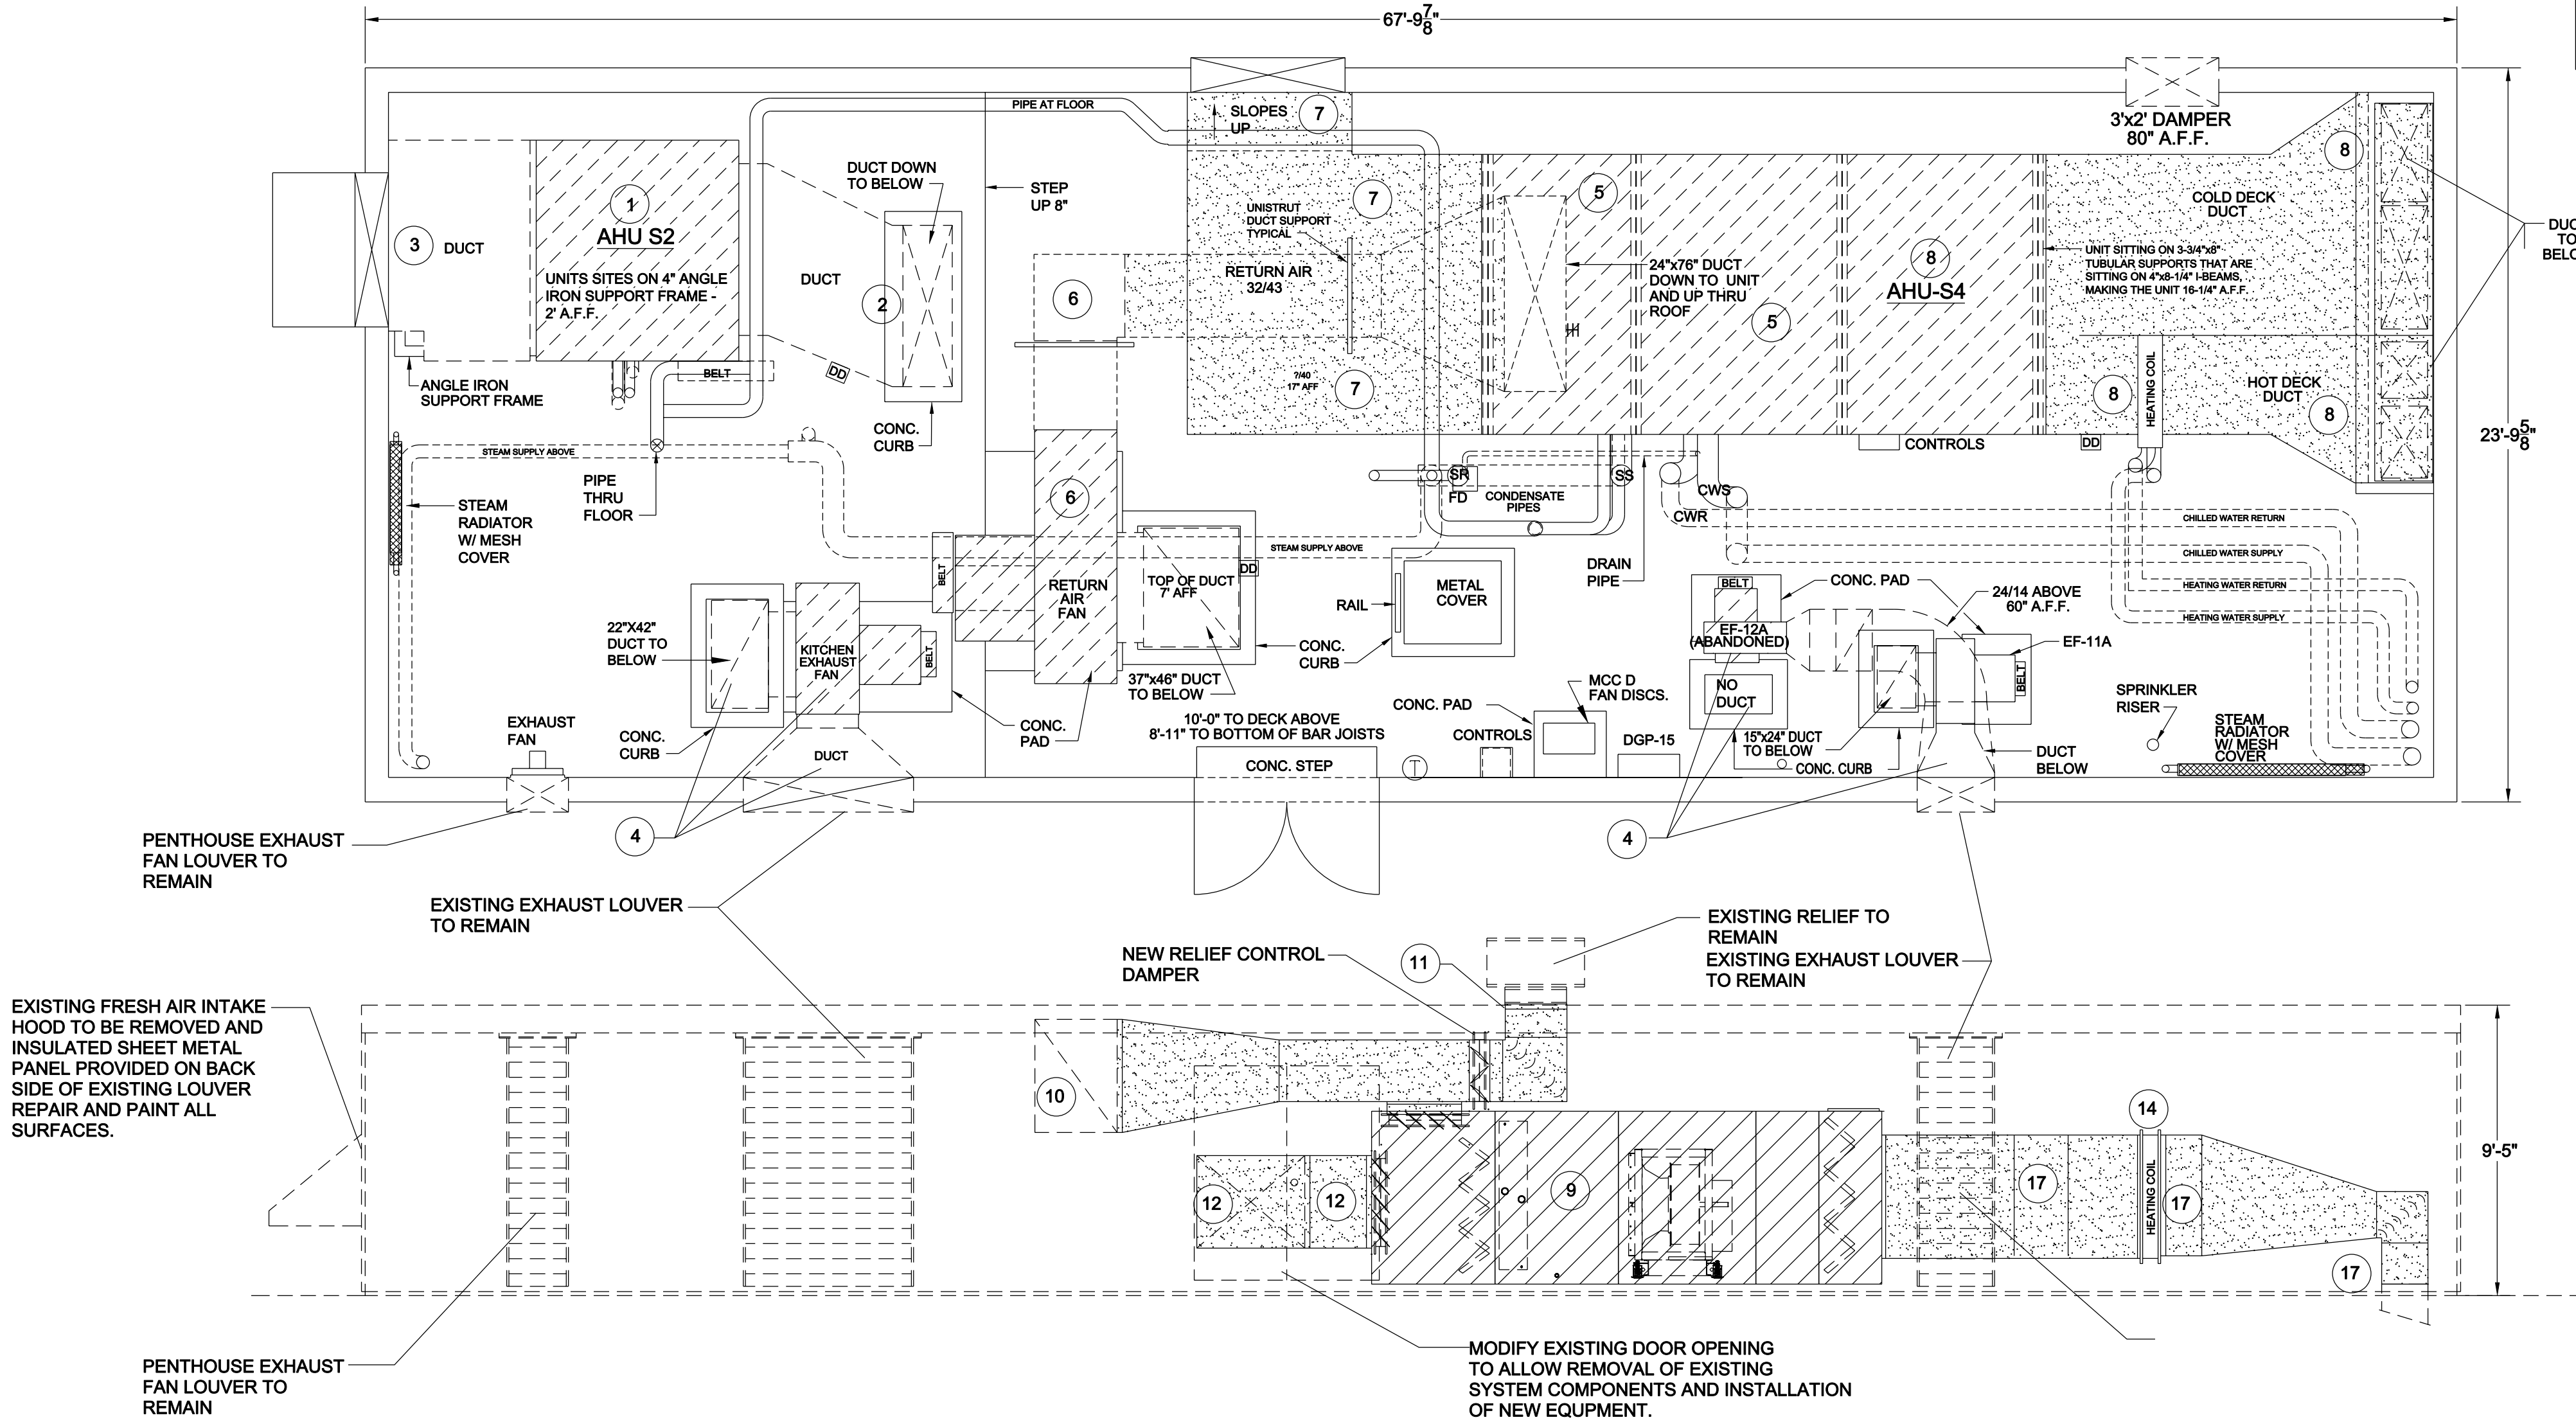 67'-9 7/8"
PIPE AT FLOOR
SLOPES
UP
7
3'x2' DAMPER
80" A.F.F.
8
DUCT DOWN
TO BELOW
STEP
UP 8"
1
AHU S2
UNITS SITES ON 4" ANGLE
IRON SUPPORT FRAME -
2' A.F.F.
3
DUCT
DUCT
2
UNISTRUT
DUCT SUPPORT
TYPICAL
7
5
COLD DECK
DUCT
6
RETURN AIR
32/43
24"x76" DUCT
DOWN TO UNIT
AND UP THRU
ROOF
5
8
AHU-S4
UNIT SITTING ON 3-3/4"x8"
TUBULAR SUPPORTS THAT ARE
SITTING ON 4"x8-1/4" I-BEAMS,
MAKING THE UNIT 16-1/4" A.F.F.
DUC
TO
BELO
BELT
DD
ANGLE IRON
SUPPORT FRAME
?/40
17" AFF
7
8
HEATING COIL
HOT DECK
DUCT
8
CONC.
CURB
CONTROLS
DD
23'-9 5/8"
STEAM SUPPLY ABOVE
PIPE
THRU
FLOOR
STEAM
RADIATOR
W/ MESH
COVER
6
SR
FD
CONDENSATE
PIPES
SS
CWS
CWR
CHILLED WATER RETURN
CHILLED WATER SUPPLY
HEATING WATER RETURN
HEATING WATER SUPPLY
STEAM SUPPLY ABOVE
DRAIN
PIPE
BELT
RETURN
AIR
FAN
TOP OF DUCT
7' AFF
DD
RAIL
METAL
COVER
BELT
CONC. PAD
24/14 ABOVE
60" A.F.F.
22"X42"
DUCT TO
BELOW
KITCHEN
EXHAUST
FAN
BELT
CONC.
CURB
EF-12A
(ABANDONED)
EF-11A
BELT
37"x46" DUCT
TO BELOW
MCC D
FAN DISCS.
NO
DUCT
SPRINKLER
RISER
EXHAUST
FAN
CONC.
CURB
CONC.
PAD
10'-0" TO DECK ABOVE
8'-11" TO BOTTOM OF BAR JOISTS
CONC. PAD
CONTROLS
DGP-15
15"x24" DUCT
TO BELOW
STEAM
RADIATOR
W/ MESH
COVER
DUCT
CONC. STEP
T
CONC. CURB
DUCT
BELOW
PENTHOUSE EXHAUST
FAN LOUVER TO
REMAIN
4
4
EXISTING EXHAUST LOUVER
TO REMAIN
NEW RELIEF CONTROL
DAMPER
11
EXISTING RELIEF TO
REMAIN
EXISTING EXHAUST LOUVER
TO REMAIN
EXISTING FRESH AIR INTAKE
HOOD TO BE REMOVED AND
INSULATED SHEET METAL
PANEL PROVIDED ON BACK
SIDE OF EXISTING LOUVER
REPAIR AND PAINT ALL
SURFACES.
10
14
9'-5"
12
12
9
17
HEATING COIL
17
17
PENTHOUSE EXHAUST
FAN LOUVER TO
REMAIN
MODIFY EXISTING DOOR OPENING
TO ALLOW REMOVAL OF EXISTING
SYSTEM COMPONENTS AND INSTALLATION
OF NEW EQUPMENT.